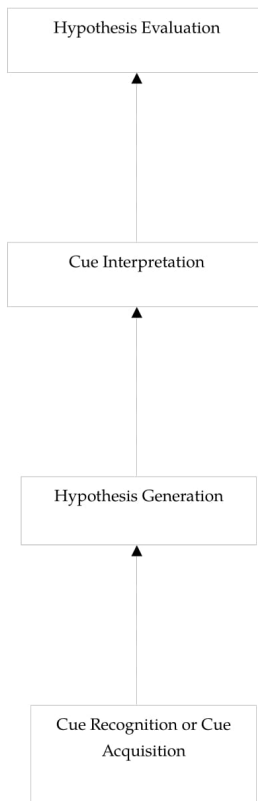 Hypothesis Evaluation
Cue Interpretation
Hypothesis Generation
Cue Recognition or Cue
Acquisition